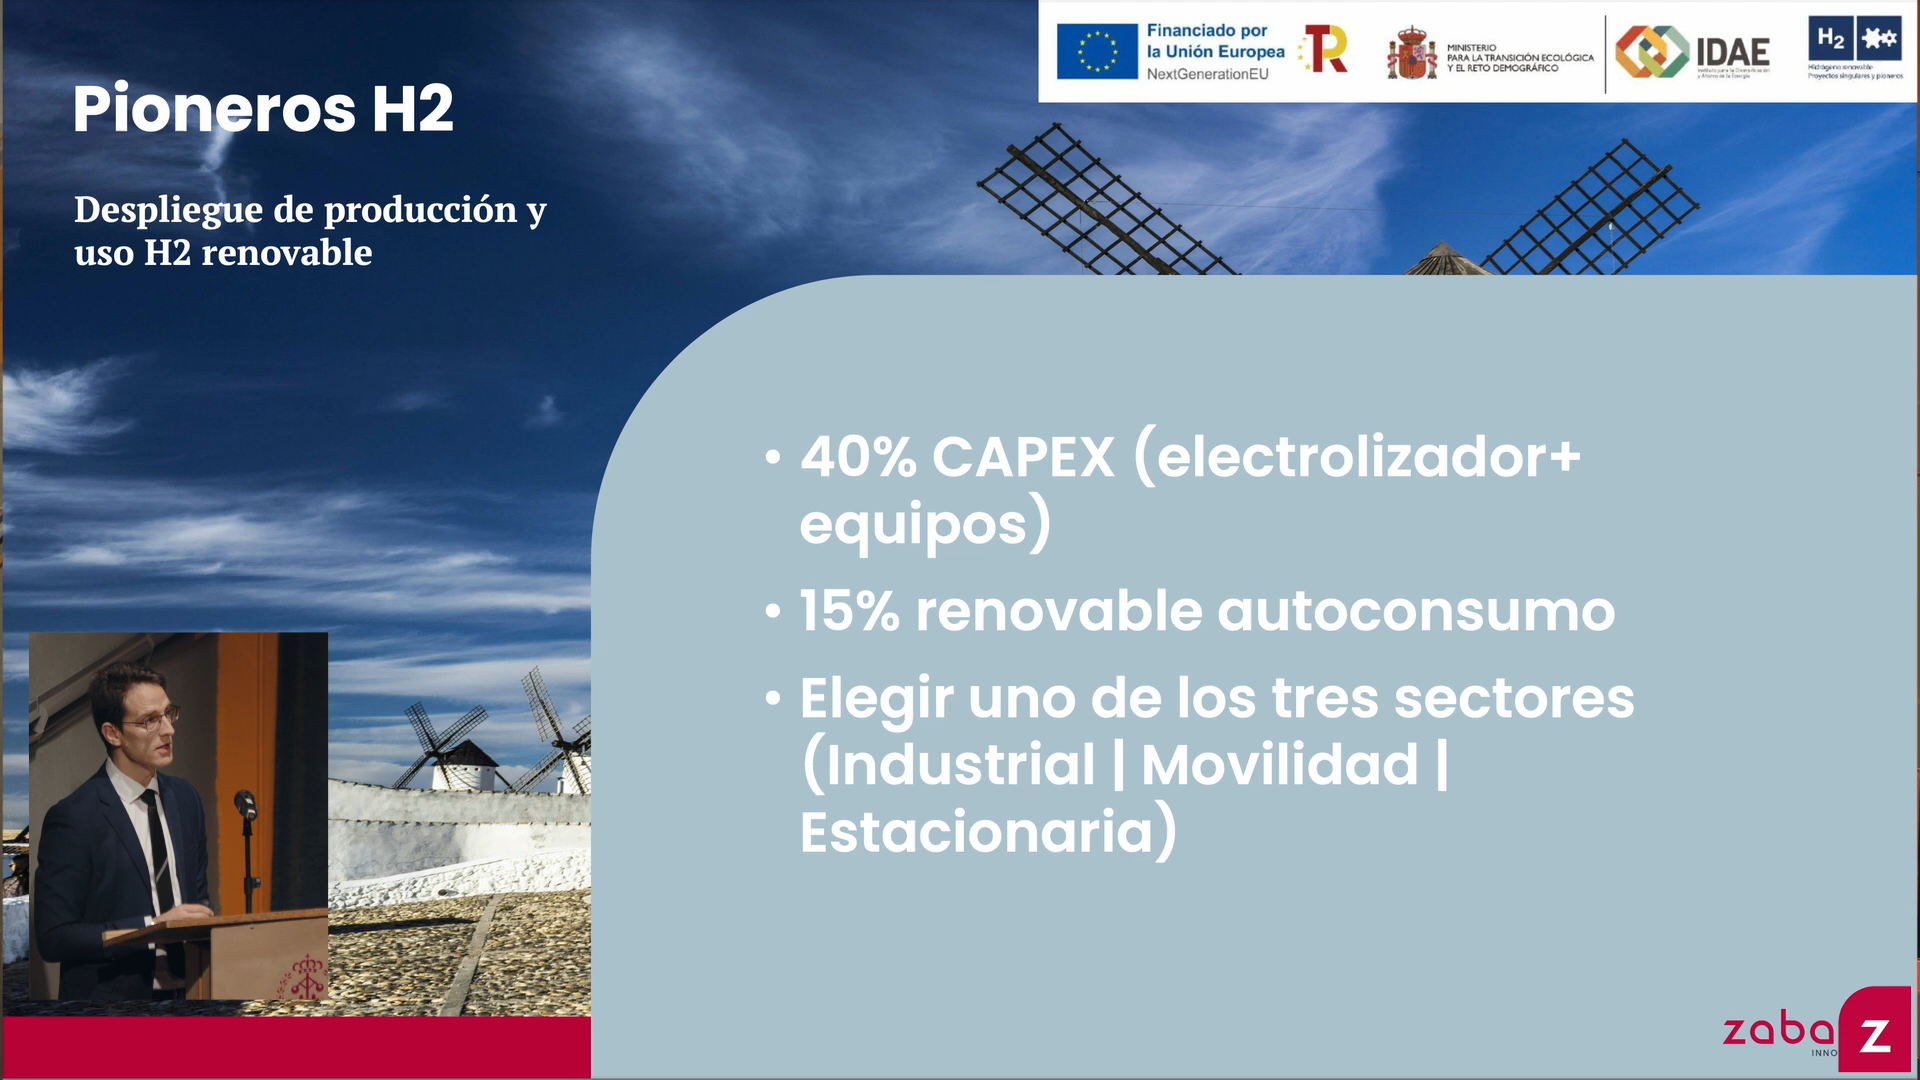 Pioneros H2
Despliegue de producción y
uso H2 renovable
Financiado por
la Unión Europea
NextGenerationEU
TR
MINISTERIO
PARA LA TRANSICIÓN ECOLÓGICA
Y EL RETO DEMOGRÁFICO
IDAE
Instituto para la Diversificación
y Ahorro de la Energía
H2
Hidrógeno renovable
Proyectos singulares y pioneros
• 40% CAPEX (electrolizador+
equipos)
• 15% renovable autoconsumo
• Elegir uno de los tres sectores
(Industrial | Movilidad |
Estacionaria)
zaba
INNO
z